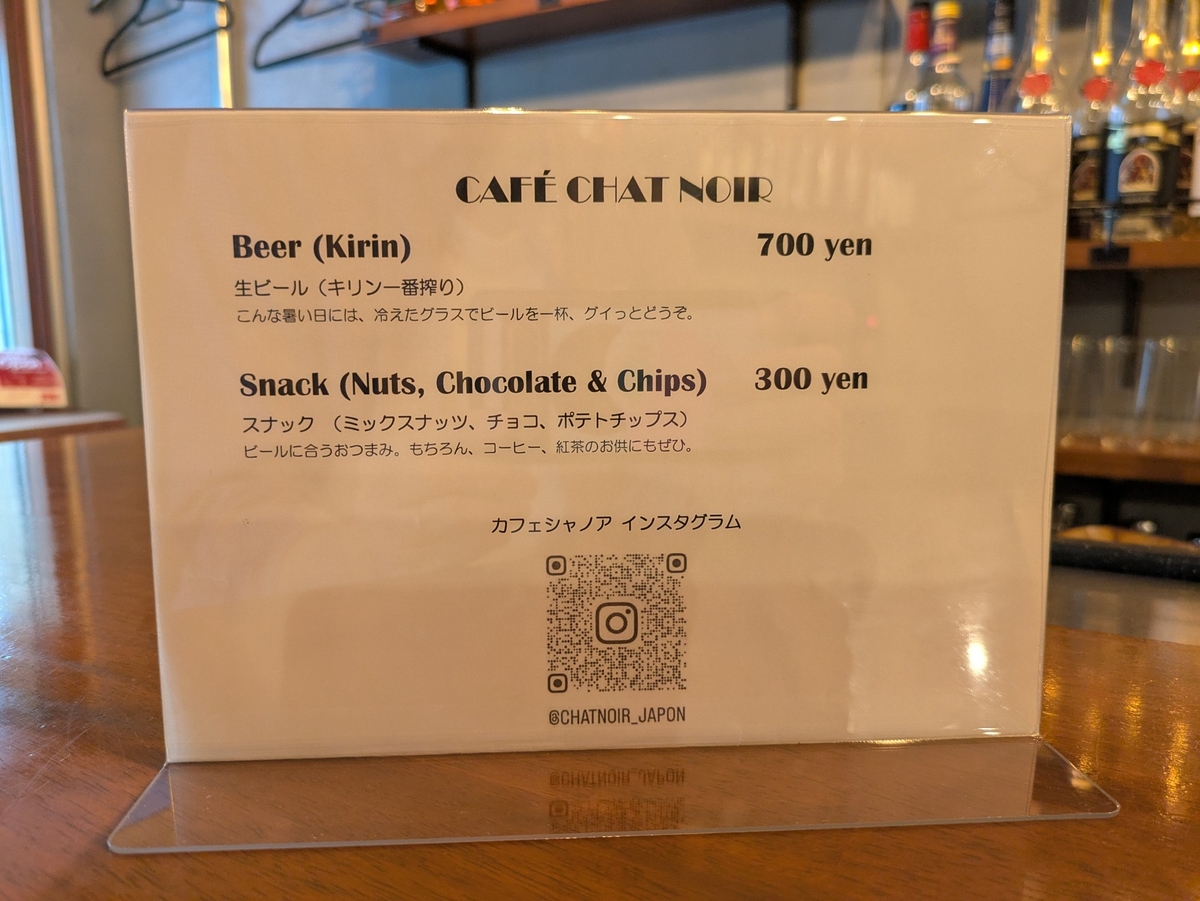 CAFÉ CHAT NOIR
Beer (Kirin) 700 yen
生ビール（キリン一番搾り）
こんな暑い日には、冷えたグラスでビールを一杯、グイっとどうぞ。
Snack (Nuts, Chocolate & Chips) 300 yen
スナック （ミックスナッツ、チョコ、ポテトチップス）
ビールに合うおつまみ。もちろん、コーヒー、紅茶のお供にもぜひ。
カフェシャノア インスタグラム
@CHATNOIR_JAPON